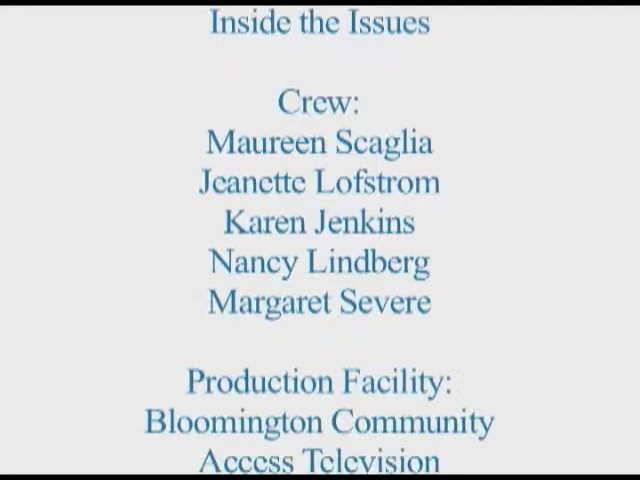 Inside the Issues
Crew:
Maureen Scaglia
Jeanette Lofstrom
Karen Jenkins
Nancy Lindberg
Margaret Severe
Production Facility:
Bloomington Community
Access Television